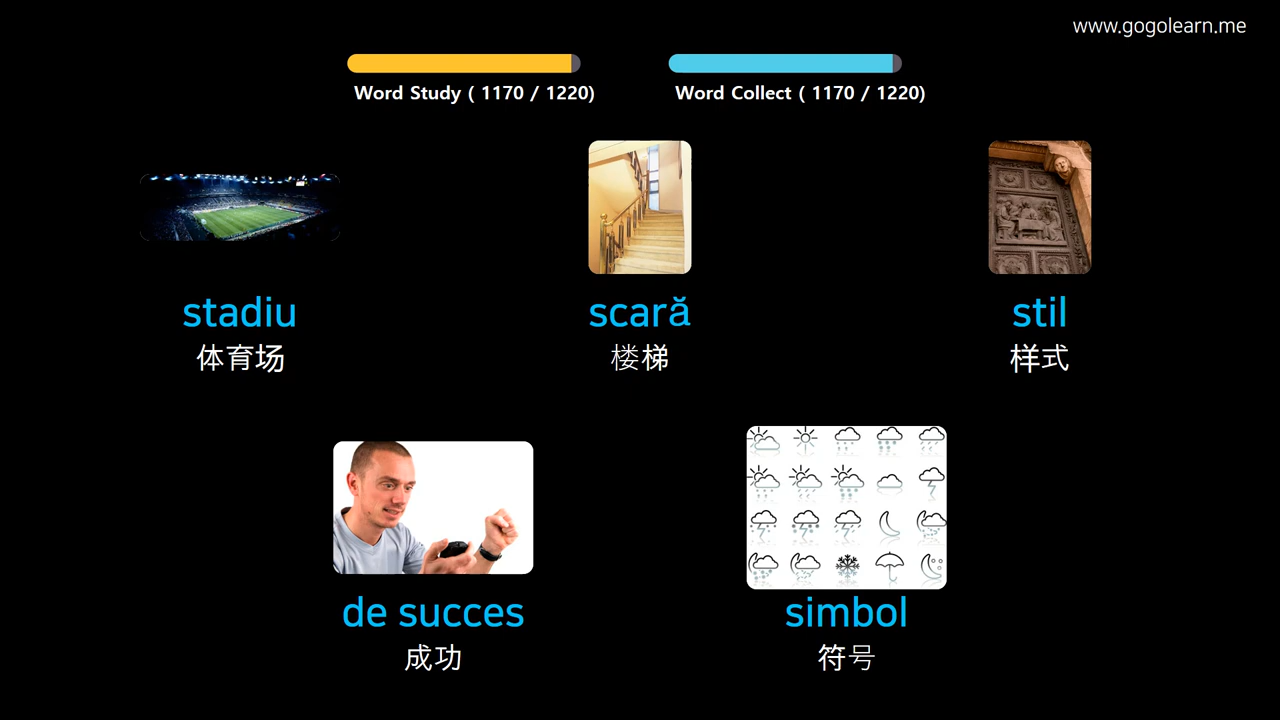 www.gogolearn.me
Word Study ( 1170 / 1220)
Word Collect ( 1170 / 1220)
stadiu
体育场
scară
楼梯
stil
样式
de succes
成功
simbol
符号